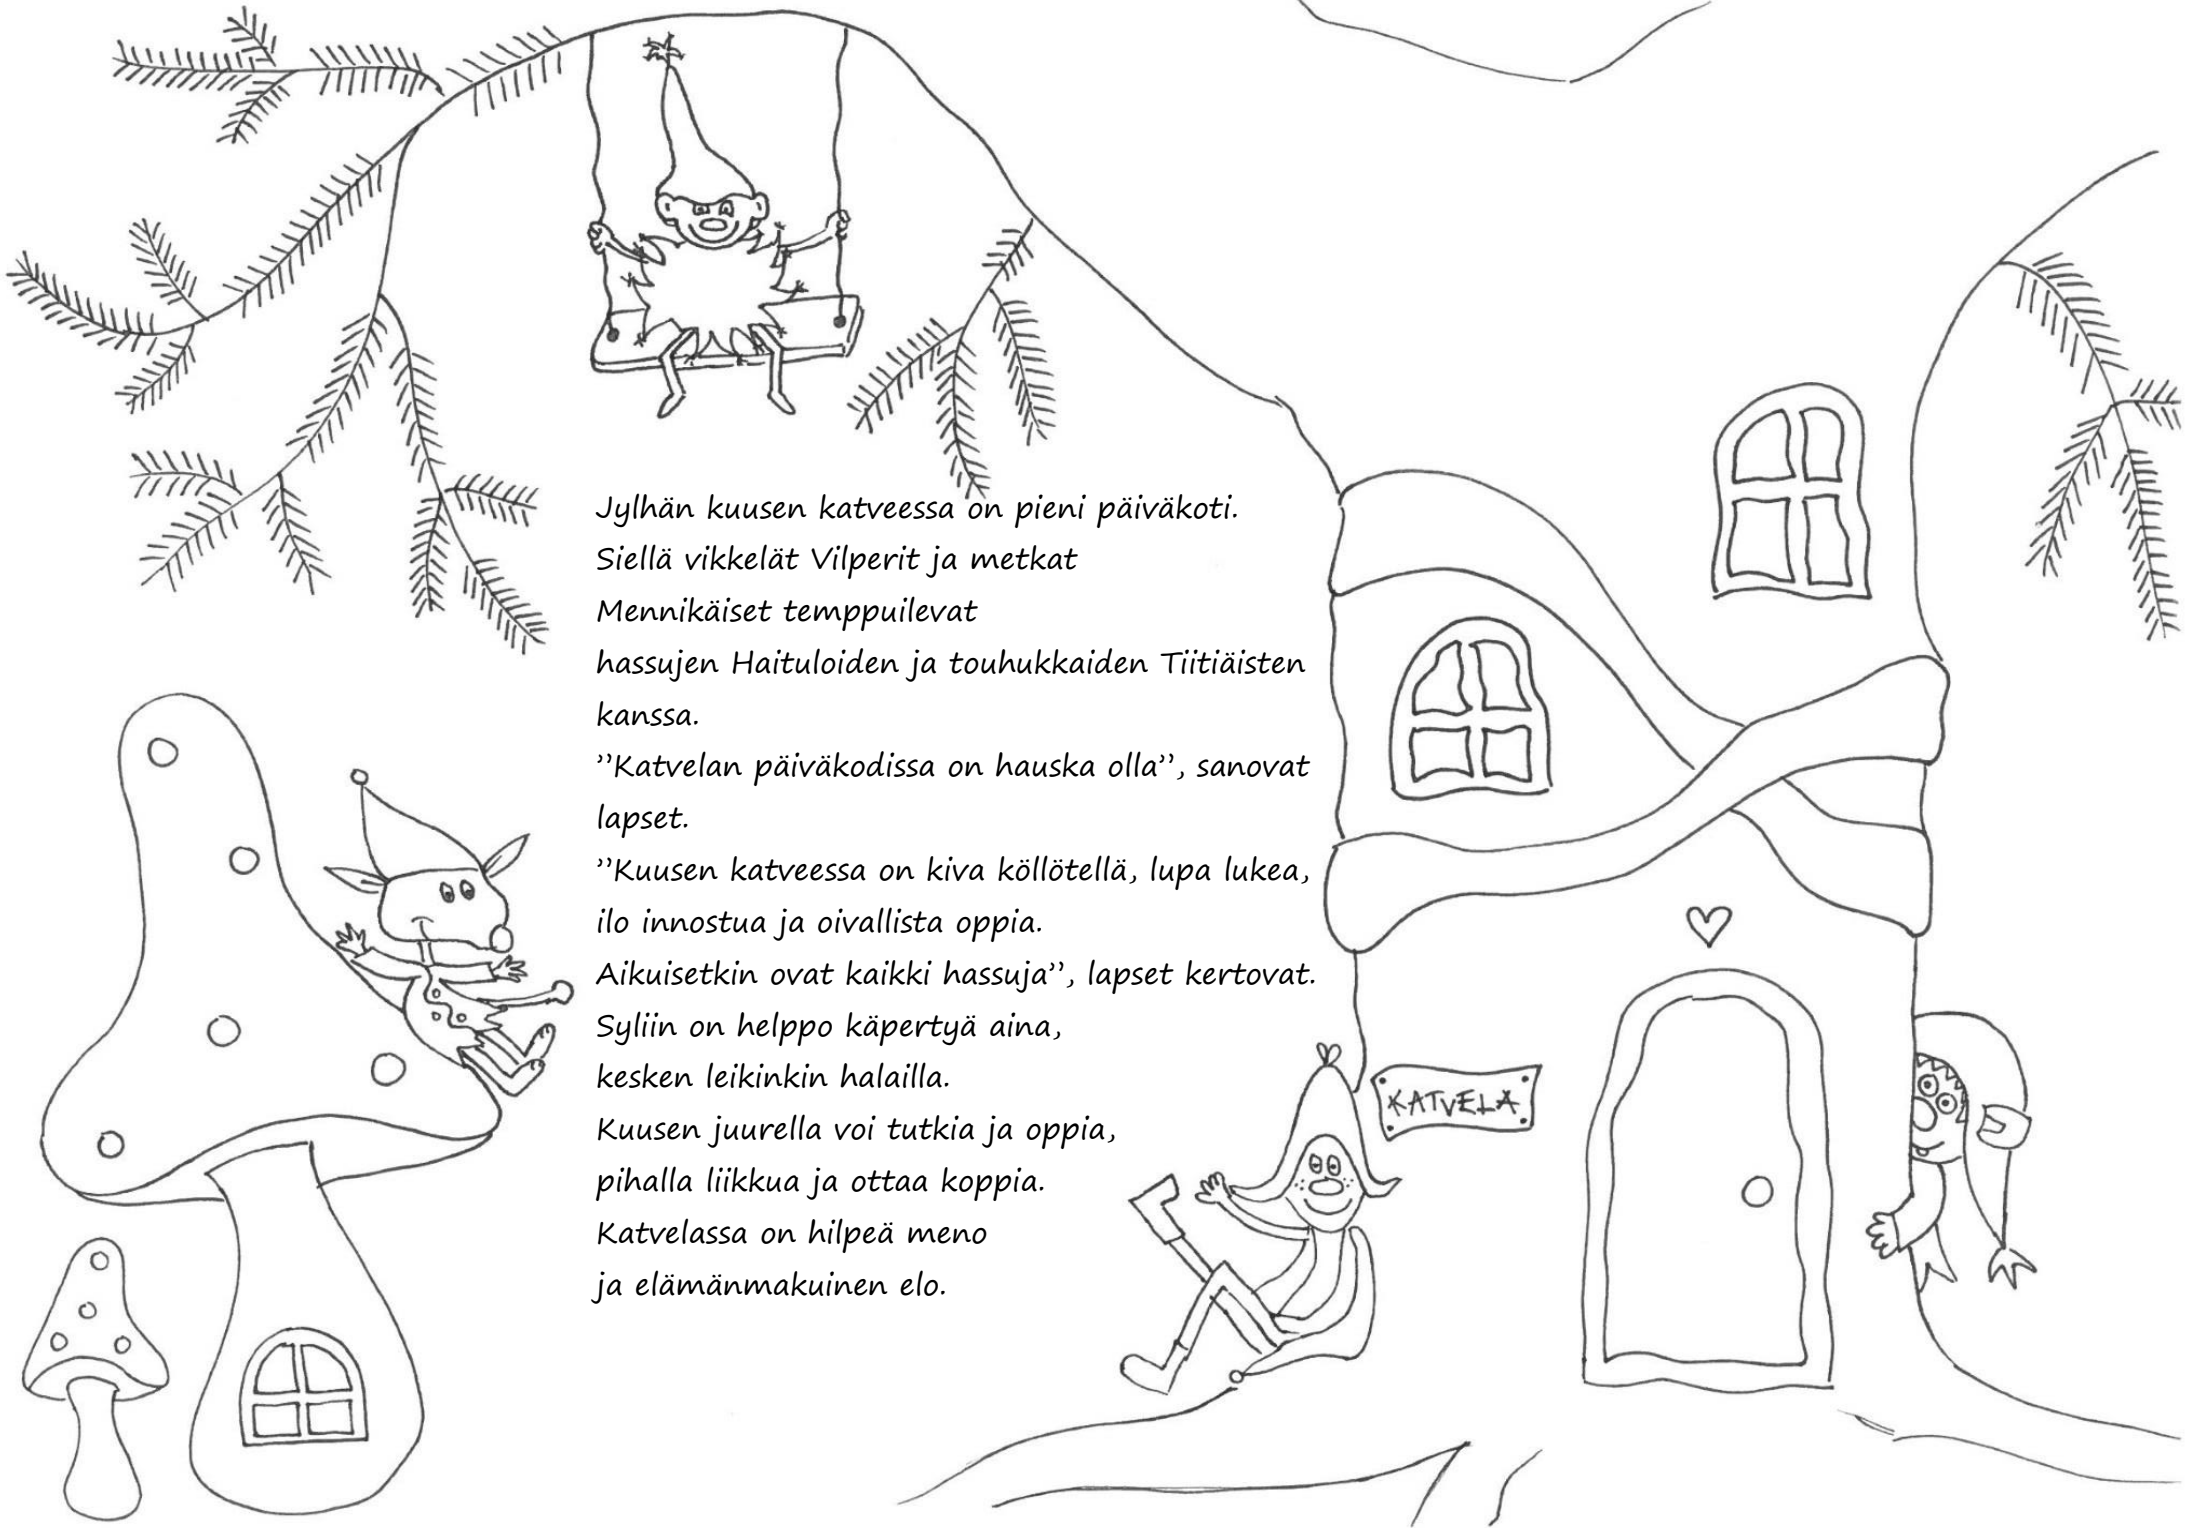 Jylhän kuusen katveessa on pieni päiväkoti.
Siellä vikkelät Vilperit ja metkat
Mennikäiset temppuilevat
hassujen Haituloiden ja touhukkaiden Tiitiäisten
kanssa.
”Katvelan päiväkodissa on hauska olla”, sanovat
lapset.
”Kuusen katveessa on kiva köllötellä, lupa lukea,
ilo innostua ja oivallista oppia.
Aikuisetkin ovat kaikki hassuja”, lapset kertovat.
Syliin on helppo käpertyä aina,
kesken leikinkin halailla.
Kuusen juurella voi tutkia ja oppia,
pihalla liikkua ja ottaa koppia.
Katvelassa on hilpeä meno
ja elämänmakuinen elo.
KATVELA